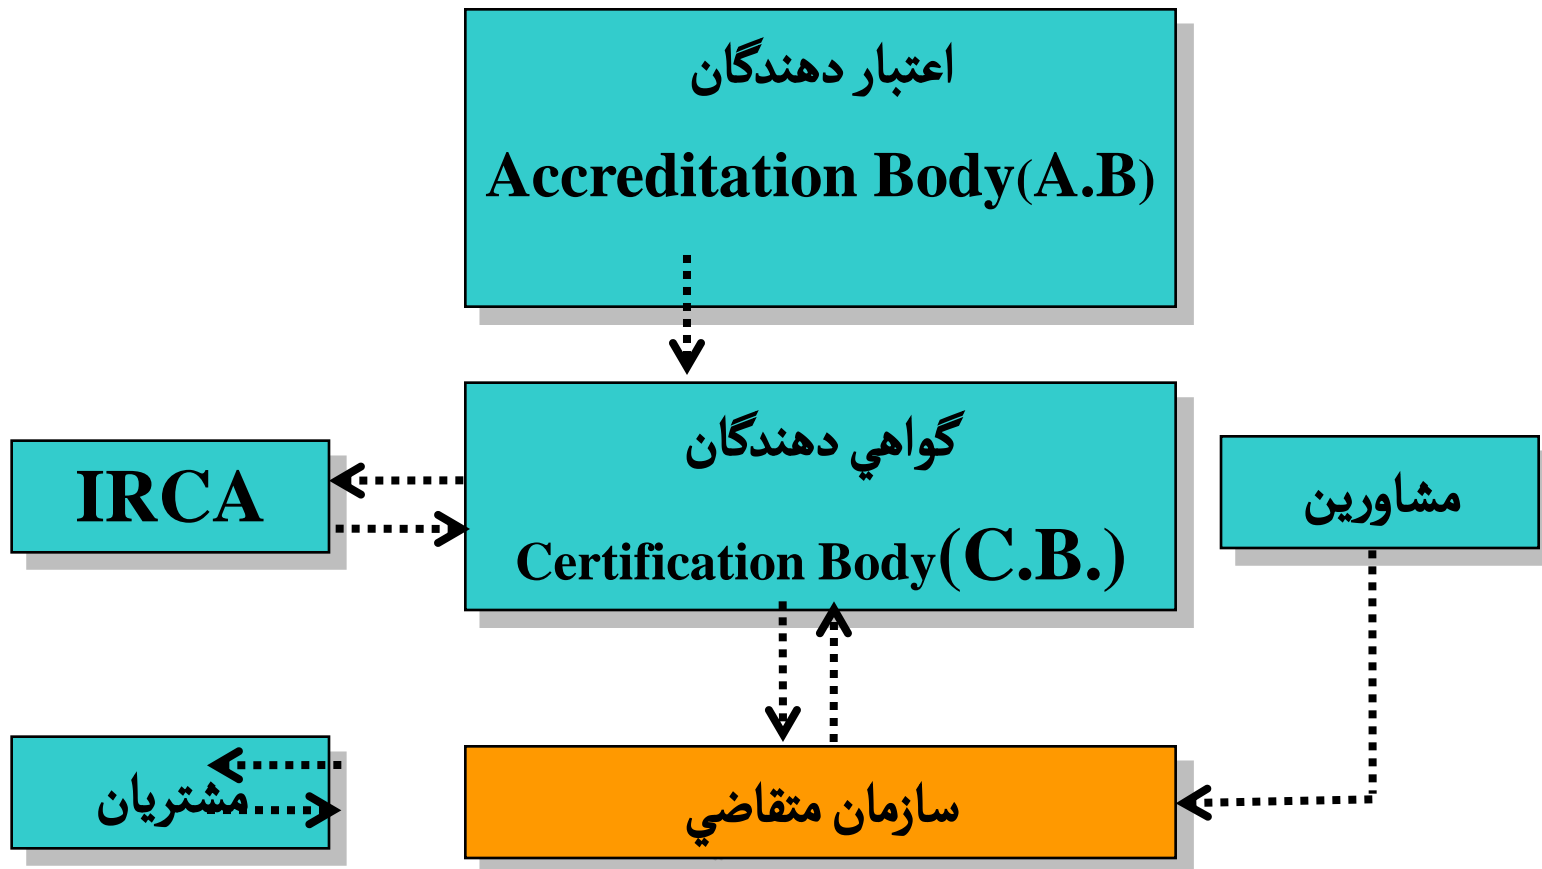 اعتبار دهندگان
Accreditation Body(A.B)
گواهي دهندگان
Certification Body(C.B.)
IRCA
مشاورين
مشتريان
سازمان متقاضي